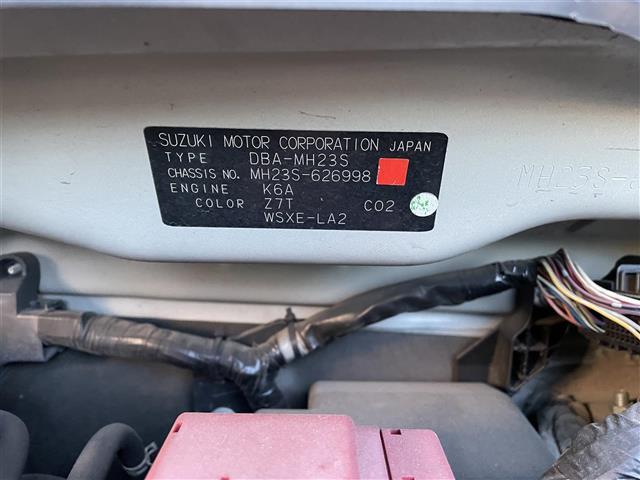 SUZUKI MOTOR CORPORATION JAPAN
TYPE DBA-MH23S
CHASSIS NO. MH23S-626998
ENGINE K6A
COLOR Z7T C02
WSXE-LA2
MH23S-